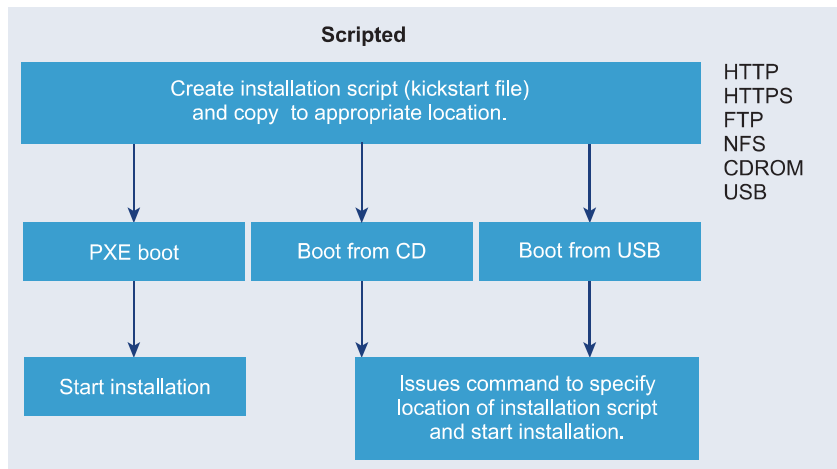 Scripted
Create installation script (kickstart file)
and copy to appropriate location.
HTTP
HTTPS
FTP
NFS
CDROM
USB
PXE boot
Boot from CD
Boot from USB
Start installation
Issues command to specify
location of installation script
and start installation.